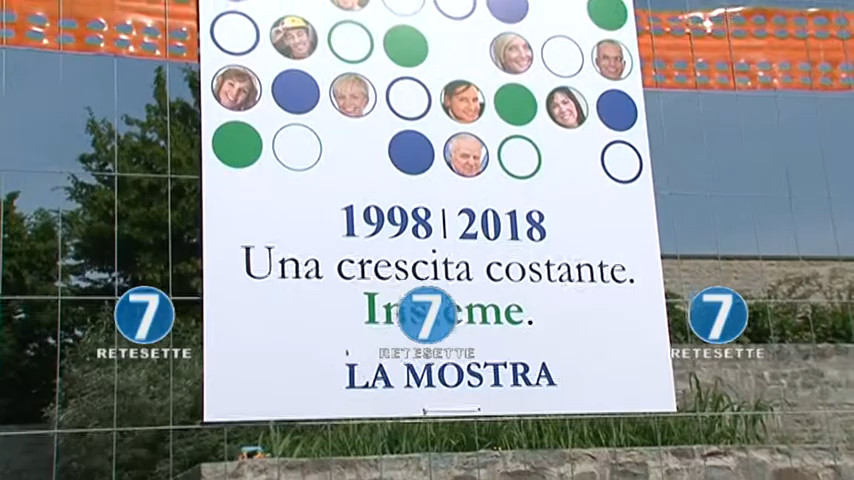 1998 | 2018
Una crescita costante.
Insieme.
LA MOSTRA
7 7 7
RETESETTE RETESETTE RETESETTE